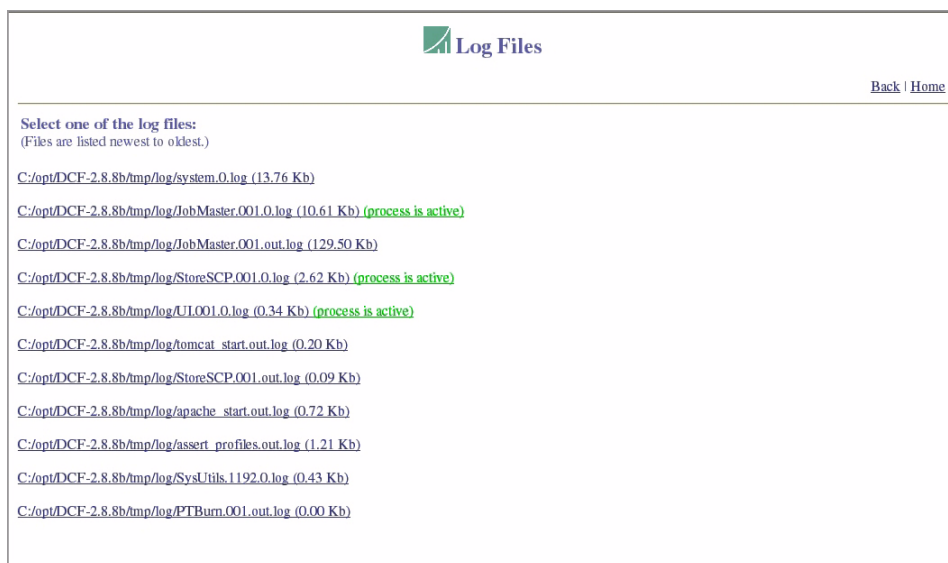 Log Files
Back | Home
Select one of the log files:
(Files are listed newest to oldest.)
C:/opt/DCF-2.8.8b/tmp/log/system.0.log (13.76 Kb)
C:/opt/DCF-2.8.8b/tmp/log/JobMaster.001.0.log (10.61 Kb) (process is active)
C:/opt/DCF-2.8.8b/tmp/log/JobMaster.001.out.log (129.50 Kb)
C:/opt/DCF-2.8.8b/tmp/log/StoreSCP.001.0.log (2.62 Kb) (process is active)
C:/opt/DCF-2.8.8b/tmp/log/UI.001.0.log (0.34 Kb) (process is active)
C:/opt/DCF-2.8.8b/tmp/log/tomcat_start.out.log (0.20 Kb)
C:/opt/DCF-2.8.8b/tmp/log/StoreSCP.001.out.log (0.09 Kb)
C:/opt/DCF-2.8.8b/tmp/log/apache_start.out.log (0.72 Kb)
C:/opt/DCF-2.8.8b/tmp/log/assert_profiles.out.log (1.21 Kb)
C:/opt/DCF-2.8.8b/tmp/log/SysUtils.1192.0.log (0.43 Kb)
C:/opt/DCF-2.8.8b/tmp/log/PTBurn.001.out.log (0.00 Kb)